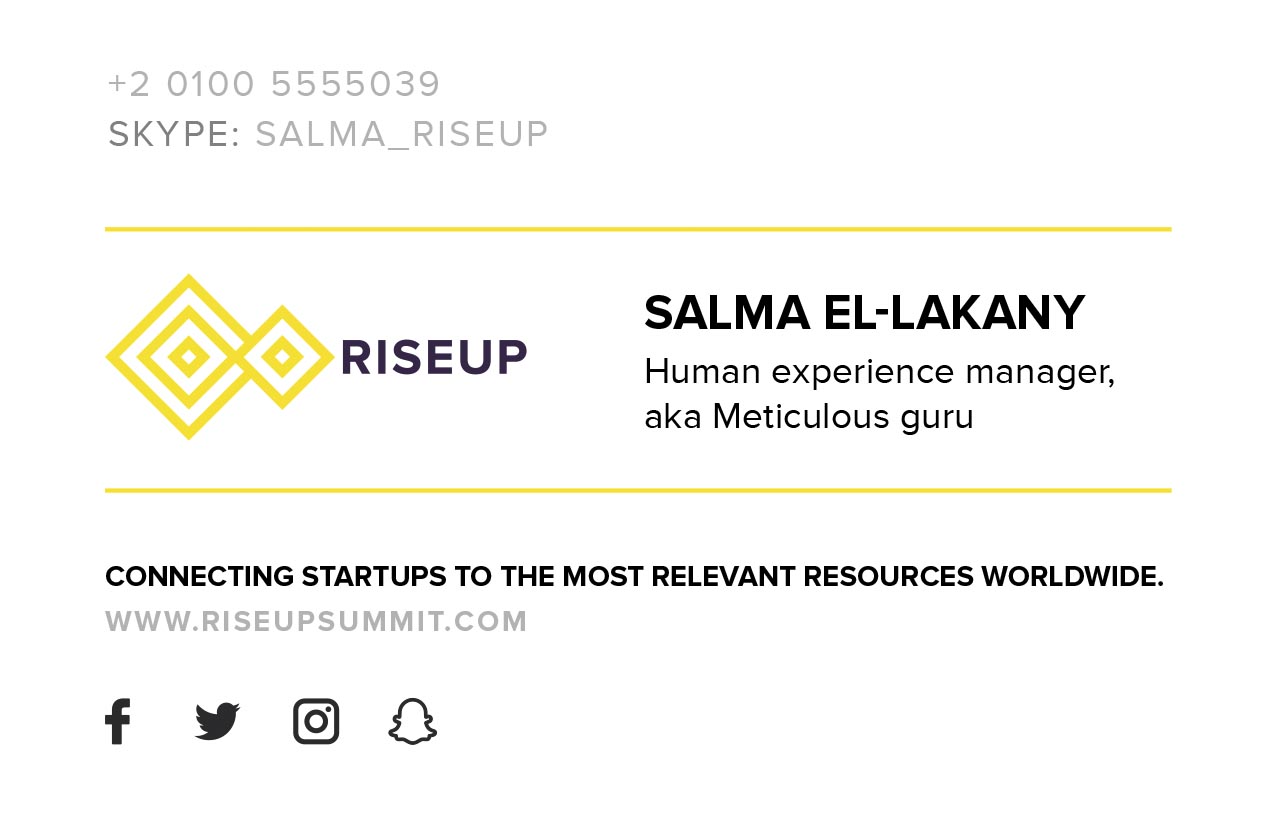 +2 0100 5555039
SKYPE: SALMA_RISEUP
RISEUP
SALMA EL-LAKANY
Human experience manager,
aka Meticulous guru
CONNECTING STARTUPS TO THE MOST RELEVANT RESOURCES WORLDWIDE.
WWW.RISEUPSUMMIT.COM